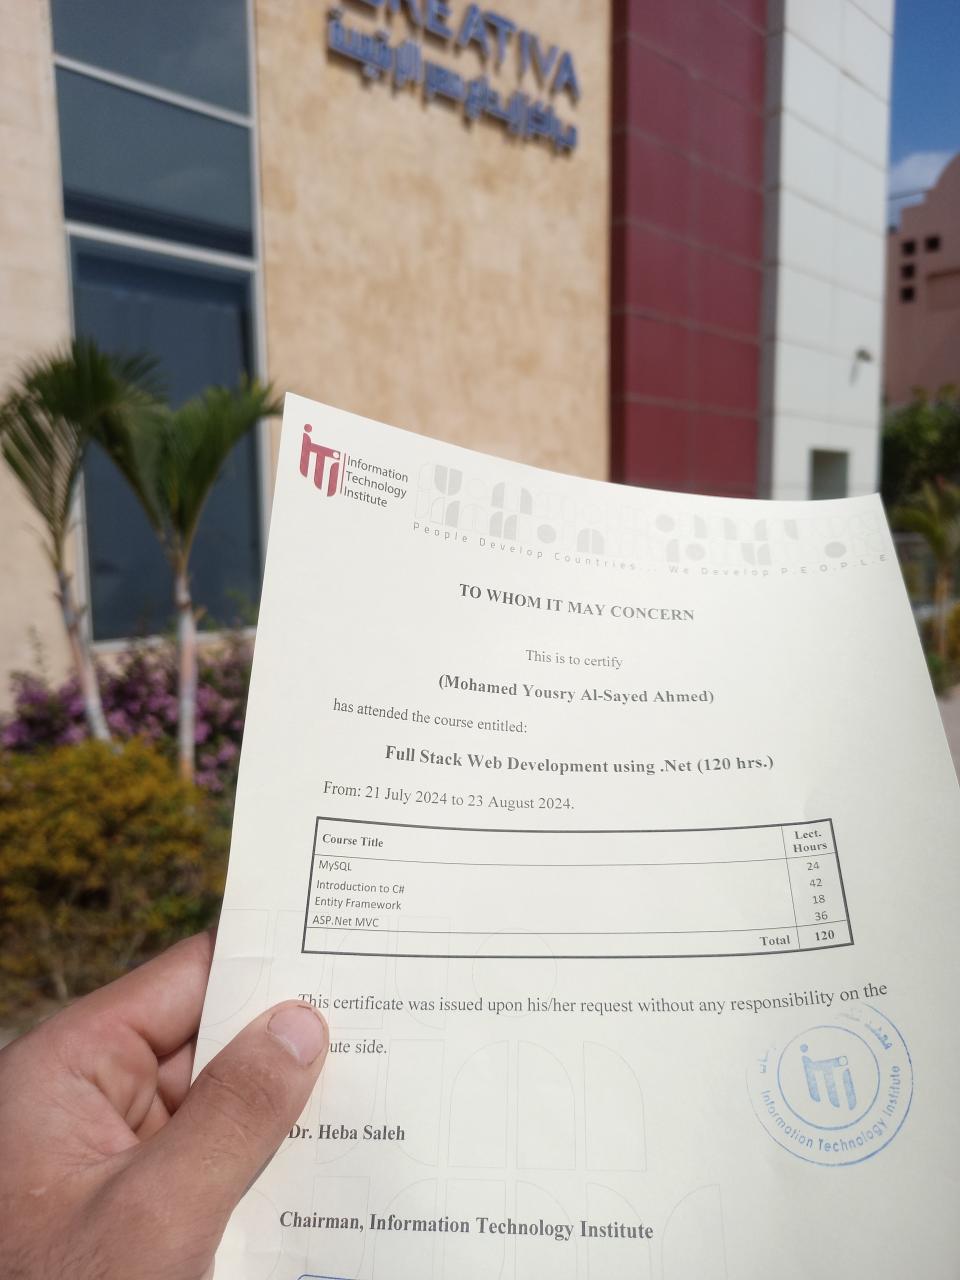 CREATIVA
مراكز إبداع مصر الرقمية
iTi
Information
Technology
Institute
People Develop Countries... We Develop P.E.O.P.L.E
TO WHOM IT MAY CONCERN
This is to certify
(Mohamed Yousry Al-Sayed Ahmed)
has attended the course entitled:
Full Stack Web Development using .Net (120 hrs.)
From: 21 July 2024 to 23 August 2024.
Course Title Lect. Hours
MySQL 24
Introduction to C# 42
Entity Framework 18
ASP.Net MVC 36
Total 120
This certificate was issued upon his/her request without any responsibility on the
ute side.
iTi
Information Technology Institute
Dr. Heba Saleh
Chairman, Information Technology Institute